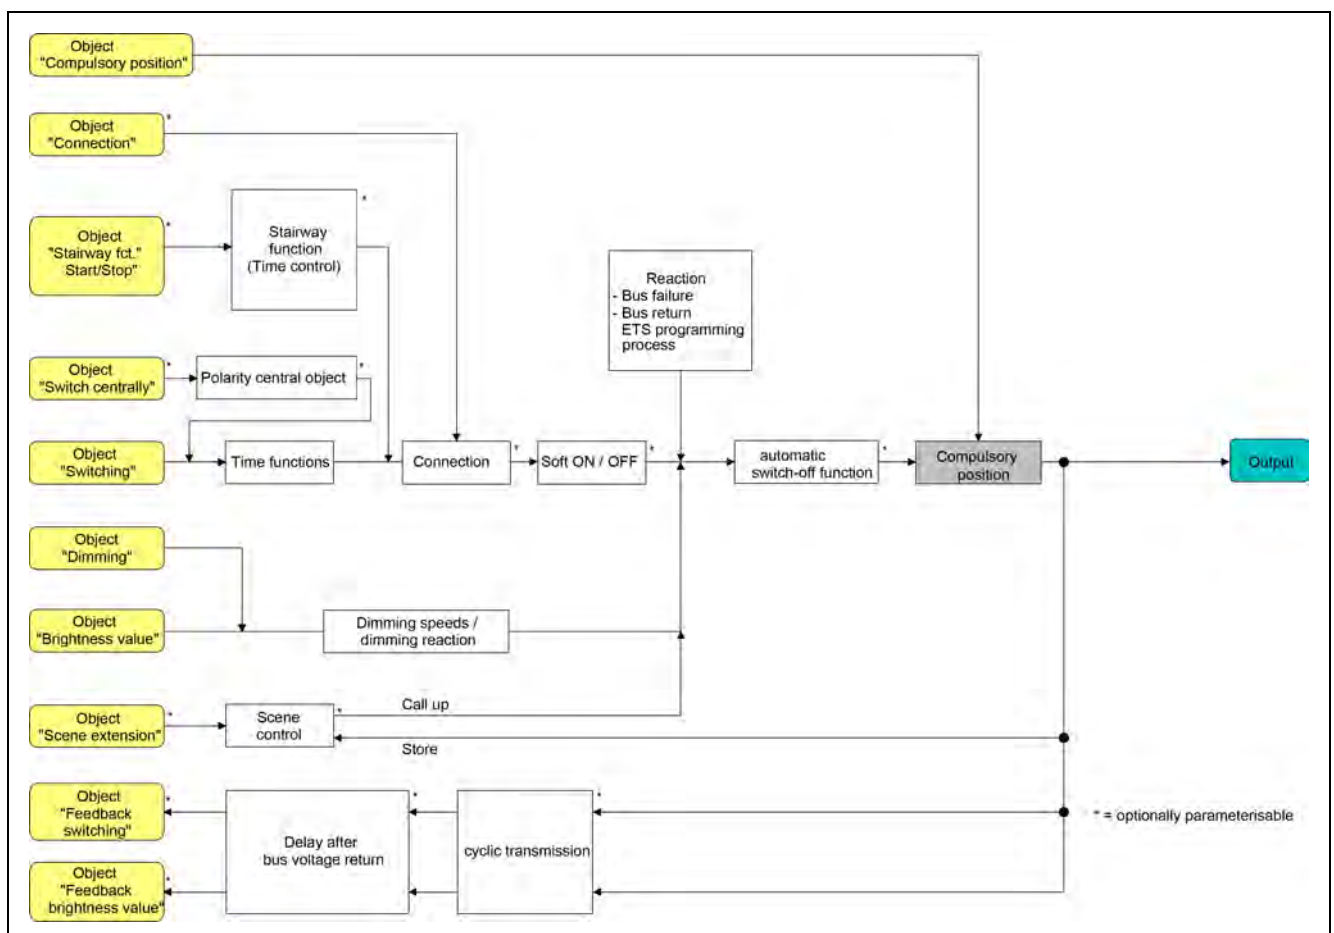 Object
"Compulsory position"
Object
"Connection"
*
Object
"Stairway fct."
Start/Stop"
*
Stairway
function
(Time control)
*
Reaction
- Bus failure
- Bus return
ETS programming
process
Object
"Switch centrally"
*
Polarity central object
*
Object
"Switching"
Time functions
Connection
*
Soft ON / OFF
*
automatic
switch-off function
*
Compulsory
position
Output
Object
"Dimming"
Object
"Brightness value"
Dimming speeds /
dimming reaction
Object
"Scene extension"
*
Scene
control
*
Call up
Store
Object
"Feedback
switching"
*
Delay after
bus voltage return
*
cyclic transmission
*
* = optionally parameterisable
Object
"Feedback
brightness value"
*